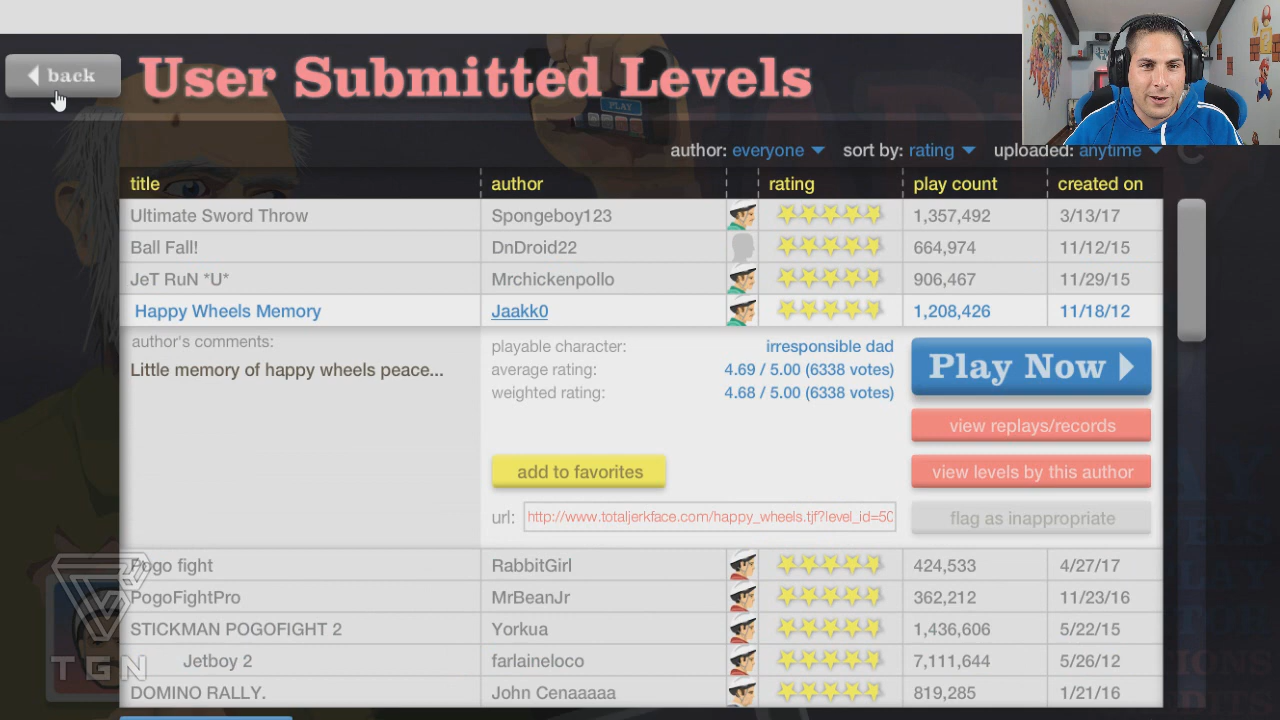 back
User Submitted Levels
PLAY
author: everyone sort by: rating uploaded: anytime
title author rating play count created on
Ultimate Sword Throw Spongeboy123 1,357,492 3/13/17
Ball Fall! DnDroid22 664,974 11/12/15
JeT RuN *U* Mrchickenpollo 906,467 11/29/15
Happy Wheels Memory Jaakk0 1,208,426 11/18/12
author's comments:
Little memory of happy wheels peace...
playable character: irresponsible dad
average rating: 4.69 / 5.00 (6338 votes)
weighted rating: 4.68 / 5.00 (6338 votes)
Play Now
view replays/records
add to favorites
view levels by this author
url: http://www.totaljerkface.com/happy_wheels.tjf?level_id=50
flag as inappropriate
Pogo fight RabbitGirl 424,533 4/27/17
PogoFightPro MrBeanJr 362,212 11/23/16
STICKMAN POGOFIGHT 2 Yorkua 1,436,606 5/22/15
Jetboy 2 farlaineloco 7,111,644 5/26/12
DOMINO RALLY. John Cenaaaaa 819,285 1/21/16
TGN